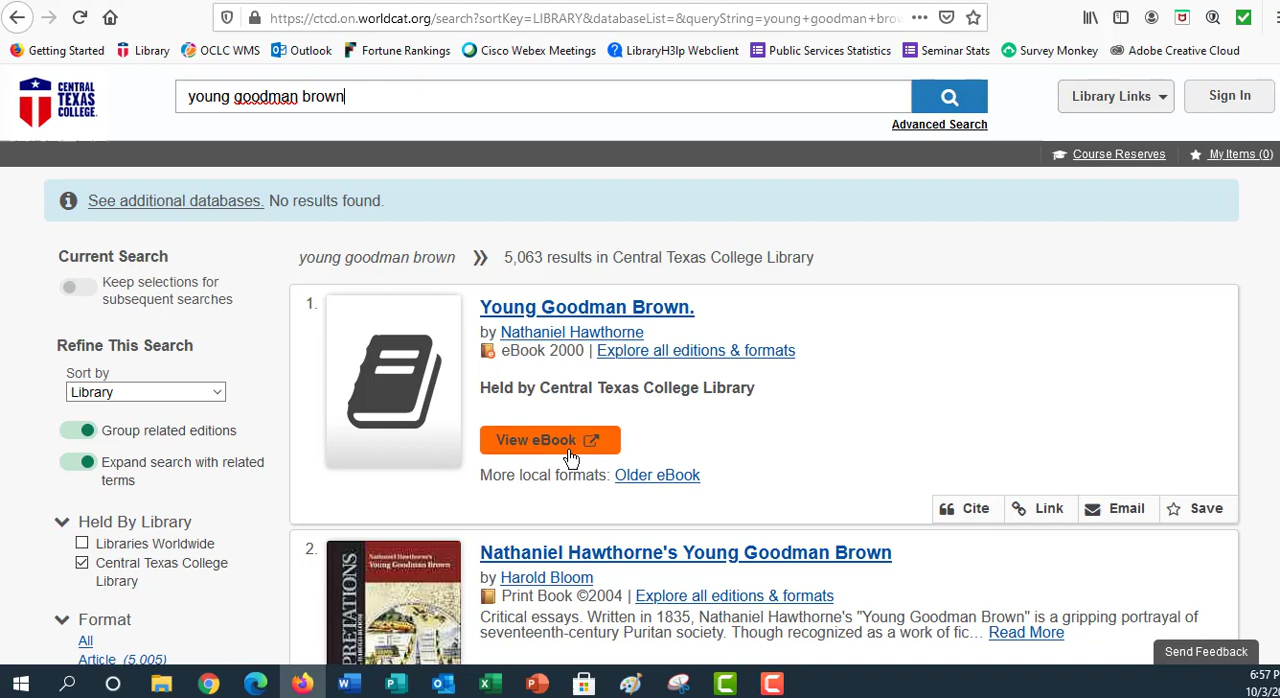 https://ctcd.on.worldcat.org/search?sortKey=LIBRARY&databaseList=&queryString=young+goodman+brow
Getting Started
Library
OCLC WMS
Outlook
Fortune Rankings
Cisco Webex Meetings
LibraryH3lp Webclient
Public Services Statistics
Seminar Stats
Survey Monkey
Adobe Creative Cloud
CENTRAL
TEXAS
COLLEGE
young goodman brown
Library Links
Sign In
Advanced Search
Course Reserves
My Items (0)
See additional databases. No results found.
Current Search
Keep selections for
subsequent searches
Refine This Search
Sort by
Library
Group related editions
Expand search with related
terms
Held By Library
Libraries Worldwide
Central Texas College
Library
Format
All
Article (5,005)
young goodman brown » 5,063 results in Central Texas College Library
1.
Young Goodman Brown.
by Nathaniel Hawthorne
eBook 2000 | Explore all editions & formats
Held by Central Texas College Library
View eBook
More local formats: Older eBook
Cite
Link
Email
Save
2.
Nathaniel Hawthorne's
Young Goodman Brown
PRETATIONS
Nathaniel Hawthorne's Young Goodman Brown
by Harold Bloom
Print Book ©2004 | Explore all editions & formats
Critical essays. Written in 1835, Nathaniel Hawthorne's "Young Goodman Brown" is a gripping portrayal of
seventeenth-century Puritan society. Though recognized as a work of fic... Read More
Send Feedback
6:57 P
10/3/20